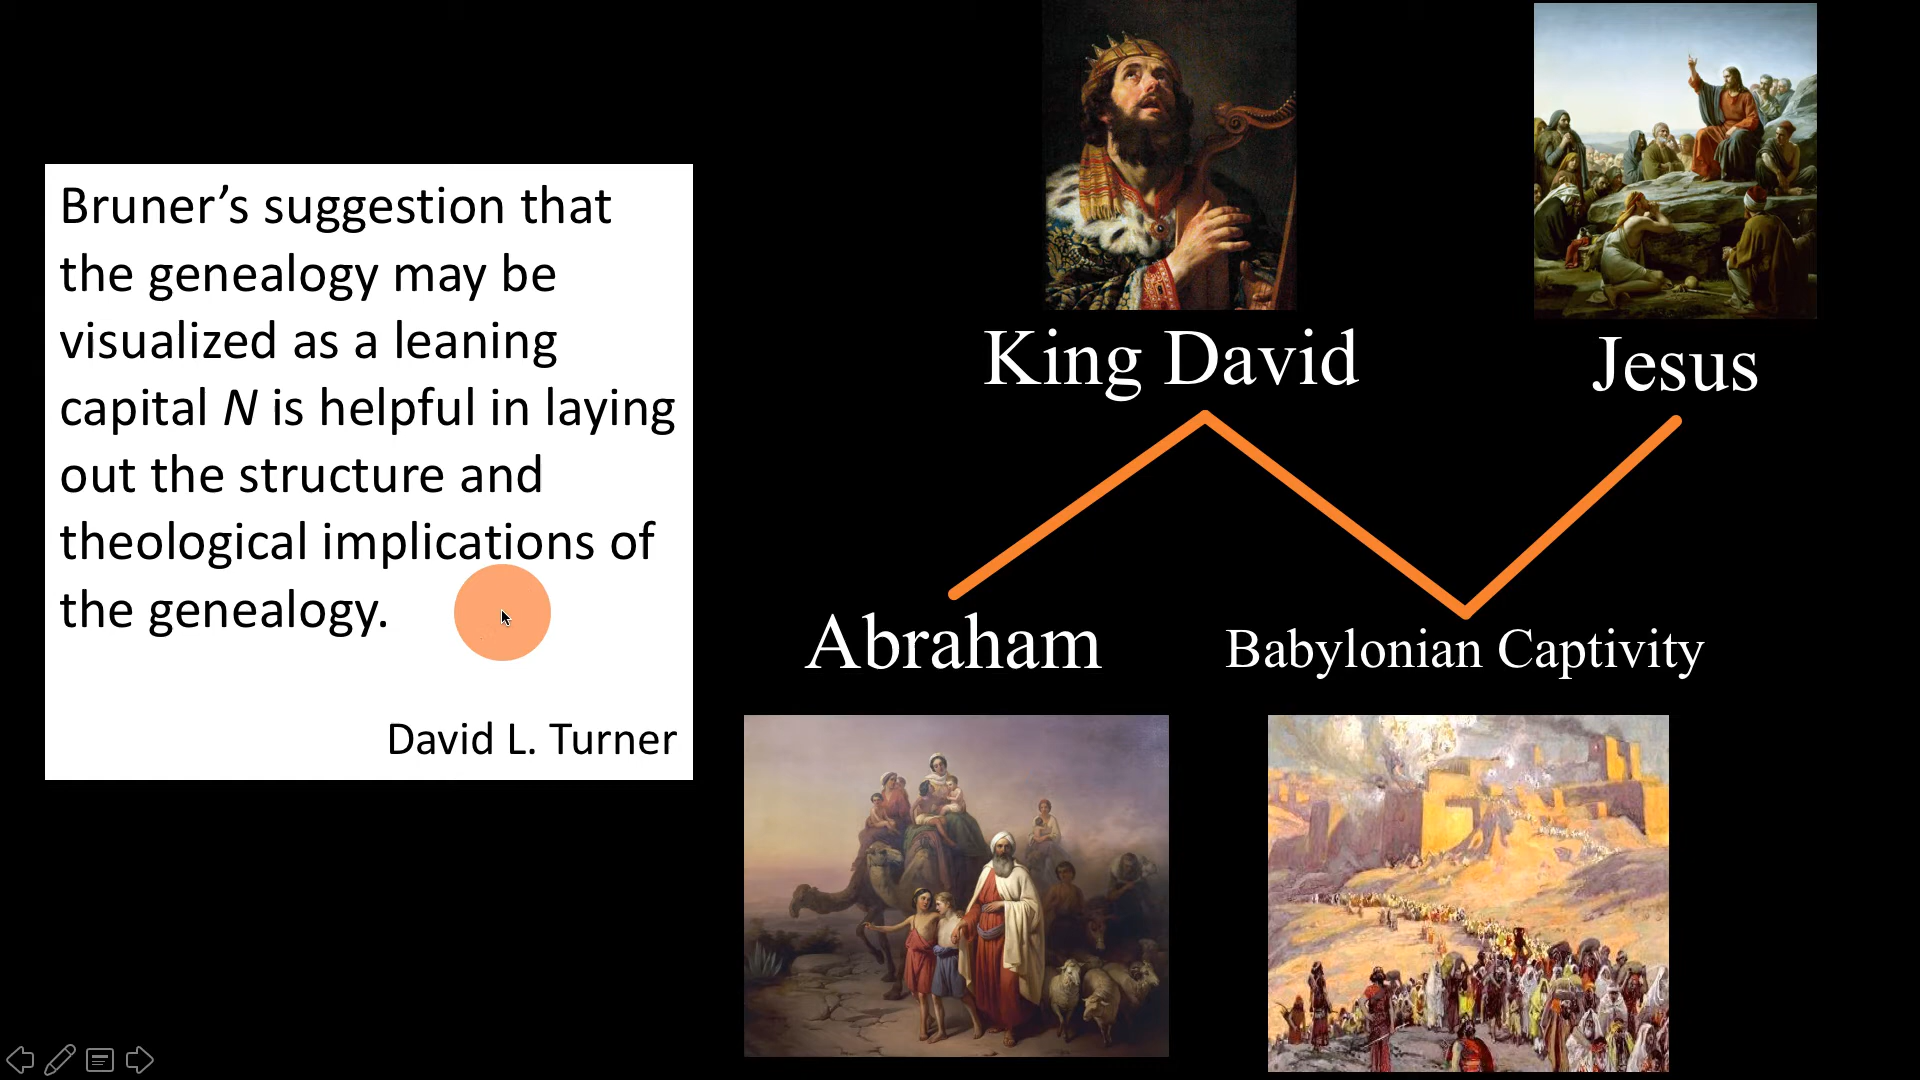 Bruner’s suggestion that
the genealogy may be
visualized as a leaning
capital N is helpful in laying
out the structure and
theological implications of
the genealogy.
David L. Turner
King David
Jesus
Abraham
Babylonian Captivity